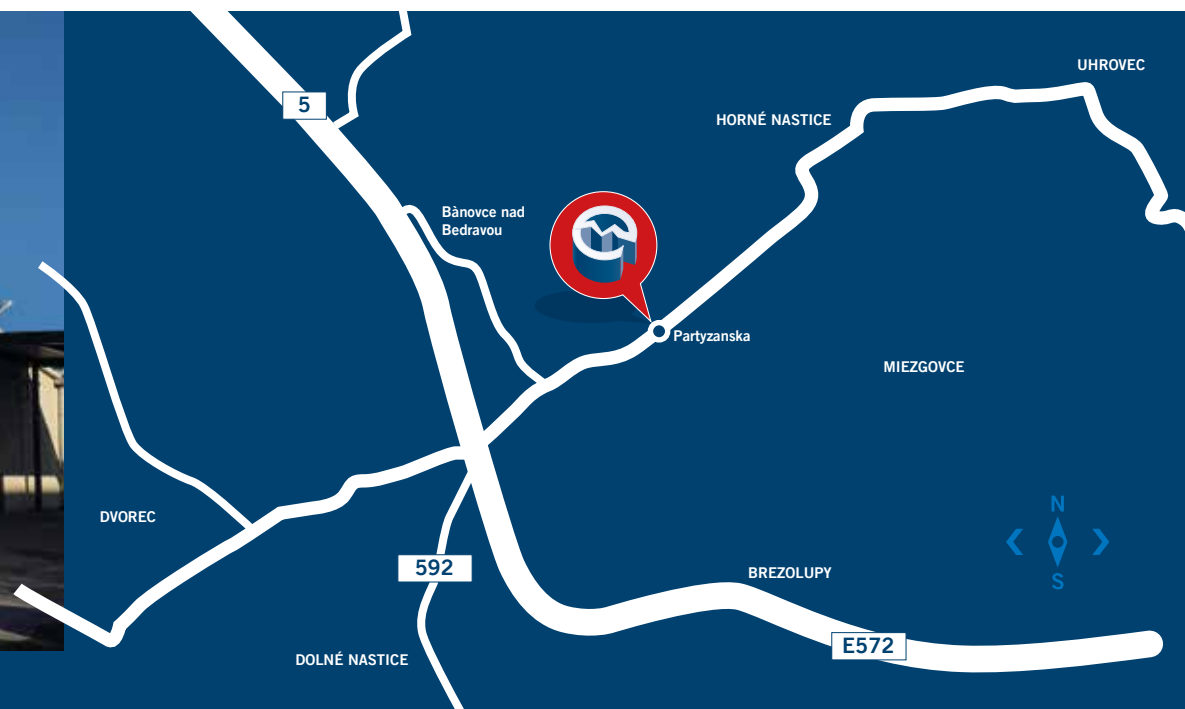 UHROVEC
5
HORNÉ NASTICE
Bànovce nad
Bedravou
Partyzanska
MIEZGOVCE
DVOREC
N
592
BREZOLUPY
S
E572
DOLNÉ NASTICE